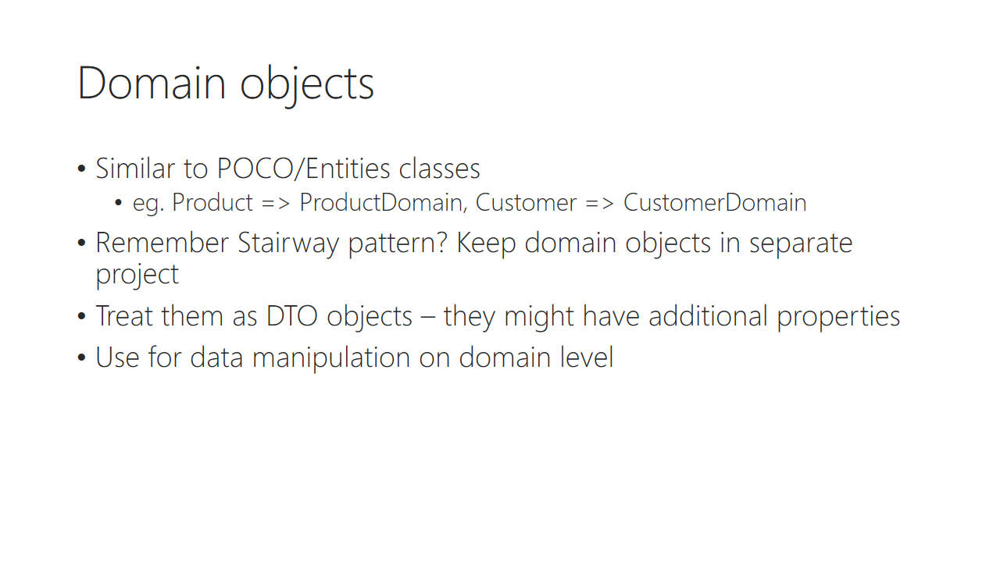 Domain objects
• Similar to POCO/Entities classes
• eg. Product => ProductDomain, Customer => CustomerDomain
• Remember Stairway pattern? Keep domain objects in separate
project
• Treat them as DTO objects – they might have additional properties
• Use for data manipulation on domain level